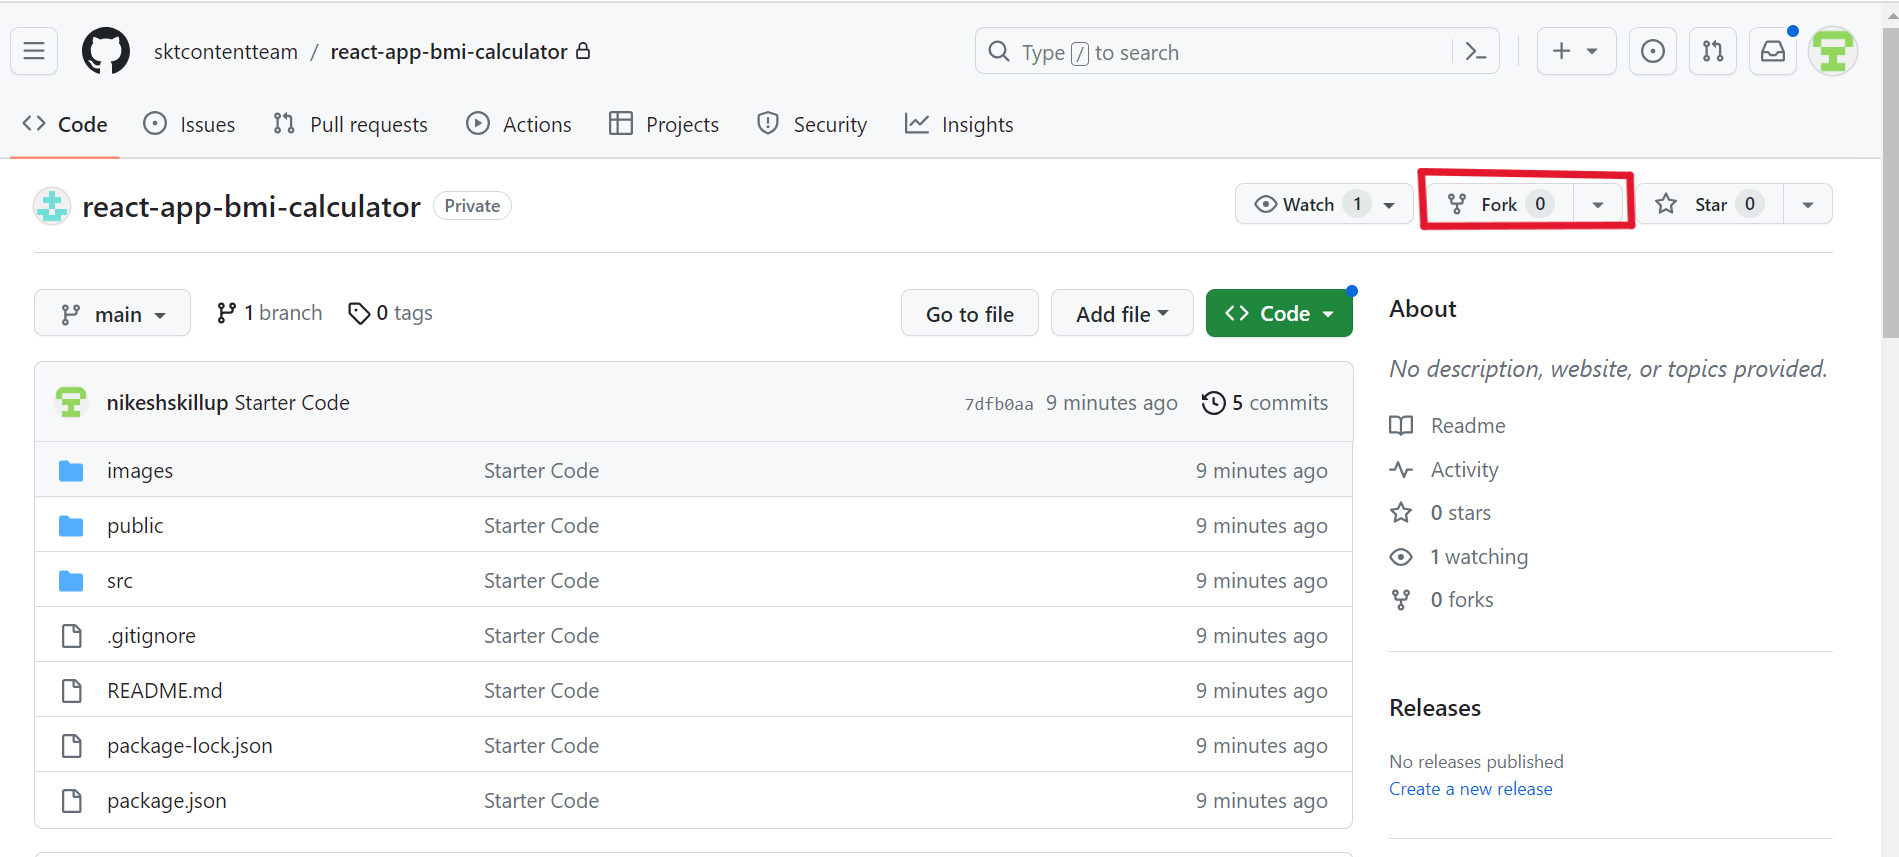 sktcontentteam / react-app-bmi-calculator
Type / to search
Code Issues Pull requests Actions Projects Security Insights
react-app-bmi-calculator Private
Watch 1 Fork 0 Star 0
main 1 branch 0 tags
Go to file Add file Code
nikeshskillup Starter Code 7dfb0aa 9 minutes ago 5 commits
images Starter Code 9 minutes ago
public Starter Code 9 minutes ago
src Starter Code 9 minutes ago
.gitignore Starter Code 9 minutes ago
README.md Starter Code 9 minutes ago
package-lock.json Starter Code 9 minutes ago
package.json Starter Code 9 minutes ago
About
No description, website, or topics provided.
Readme
Activity
0 stars
1 watching
0 forks
Releases
No releases published
Create a new release